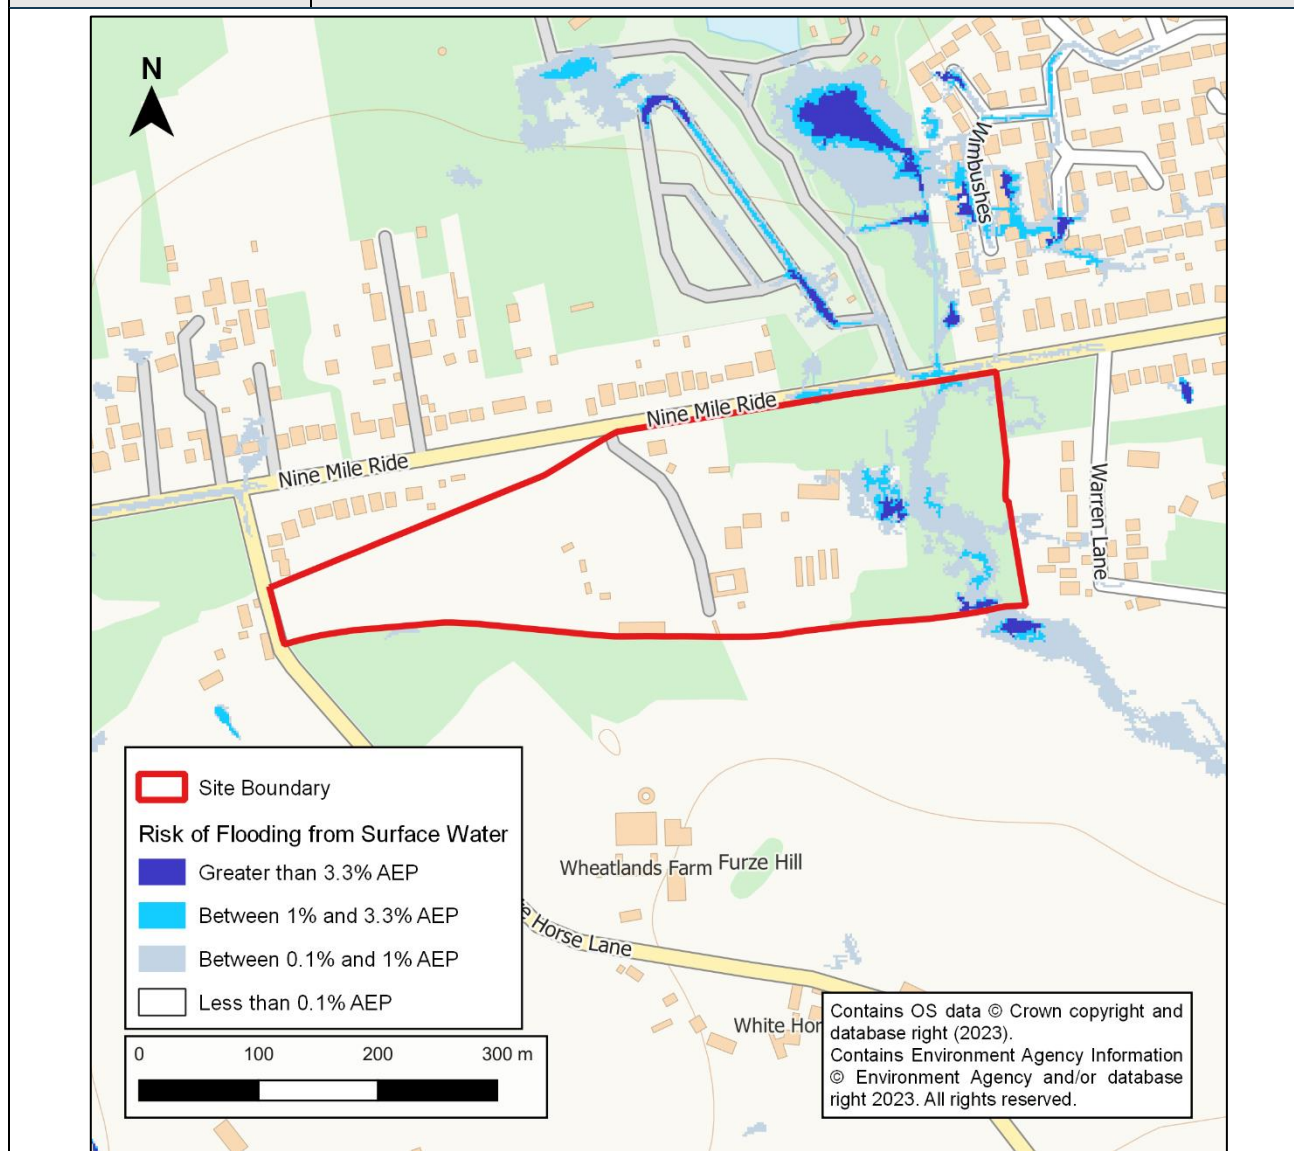 N
Wimbushes
Nine Mile Ride
Nine Mile Ride
Warren Lane
Site Boundary
Risk of Flooding from Surface Water
Greater than 3.3% AEP
Between 1% and 3.3% AEP
Between 0.1% and 1% AEP
Less than 0.1% AEP
0 100 200 300 m
Wheatlands Farm
Furze Hill
e Horse Lane
White Hor
Contains OS data © Crown copyright and
database right (2023).
Contains Environment Agency Information
© Environment Agency and/or database
right 2023. All rights reserved.